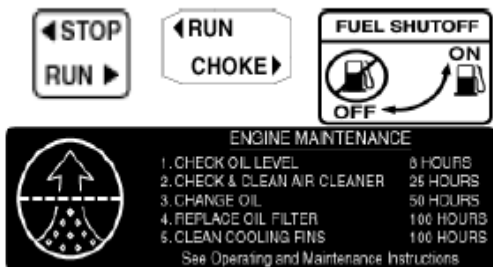 ◀STOP
RUN ▶
◀RUN
CHOKE▶
FUEL SHUTOFF
ON
OFF
ENGINE MAINTENANCE
1. CHECK OIL LEVEL 8 HOURS
2. CHECK & CLEAN AIR CLEANER 25 HOURS
3. CHANGE OIL 50 HOURS
4. REPLACE OIL FILTER 100 HOURS
5. CLEAN COOLING FINS 100 HOURS
See Operating and Maintenance Instructions